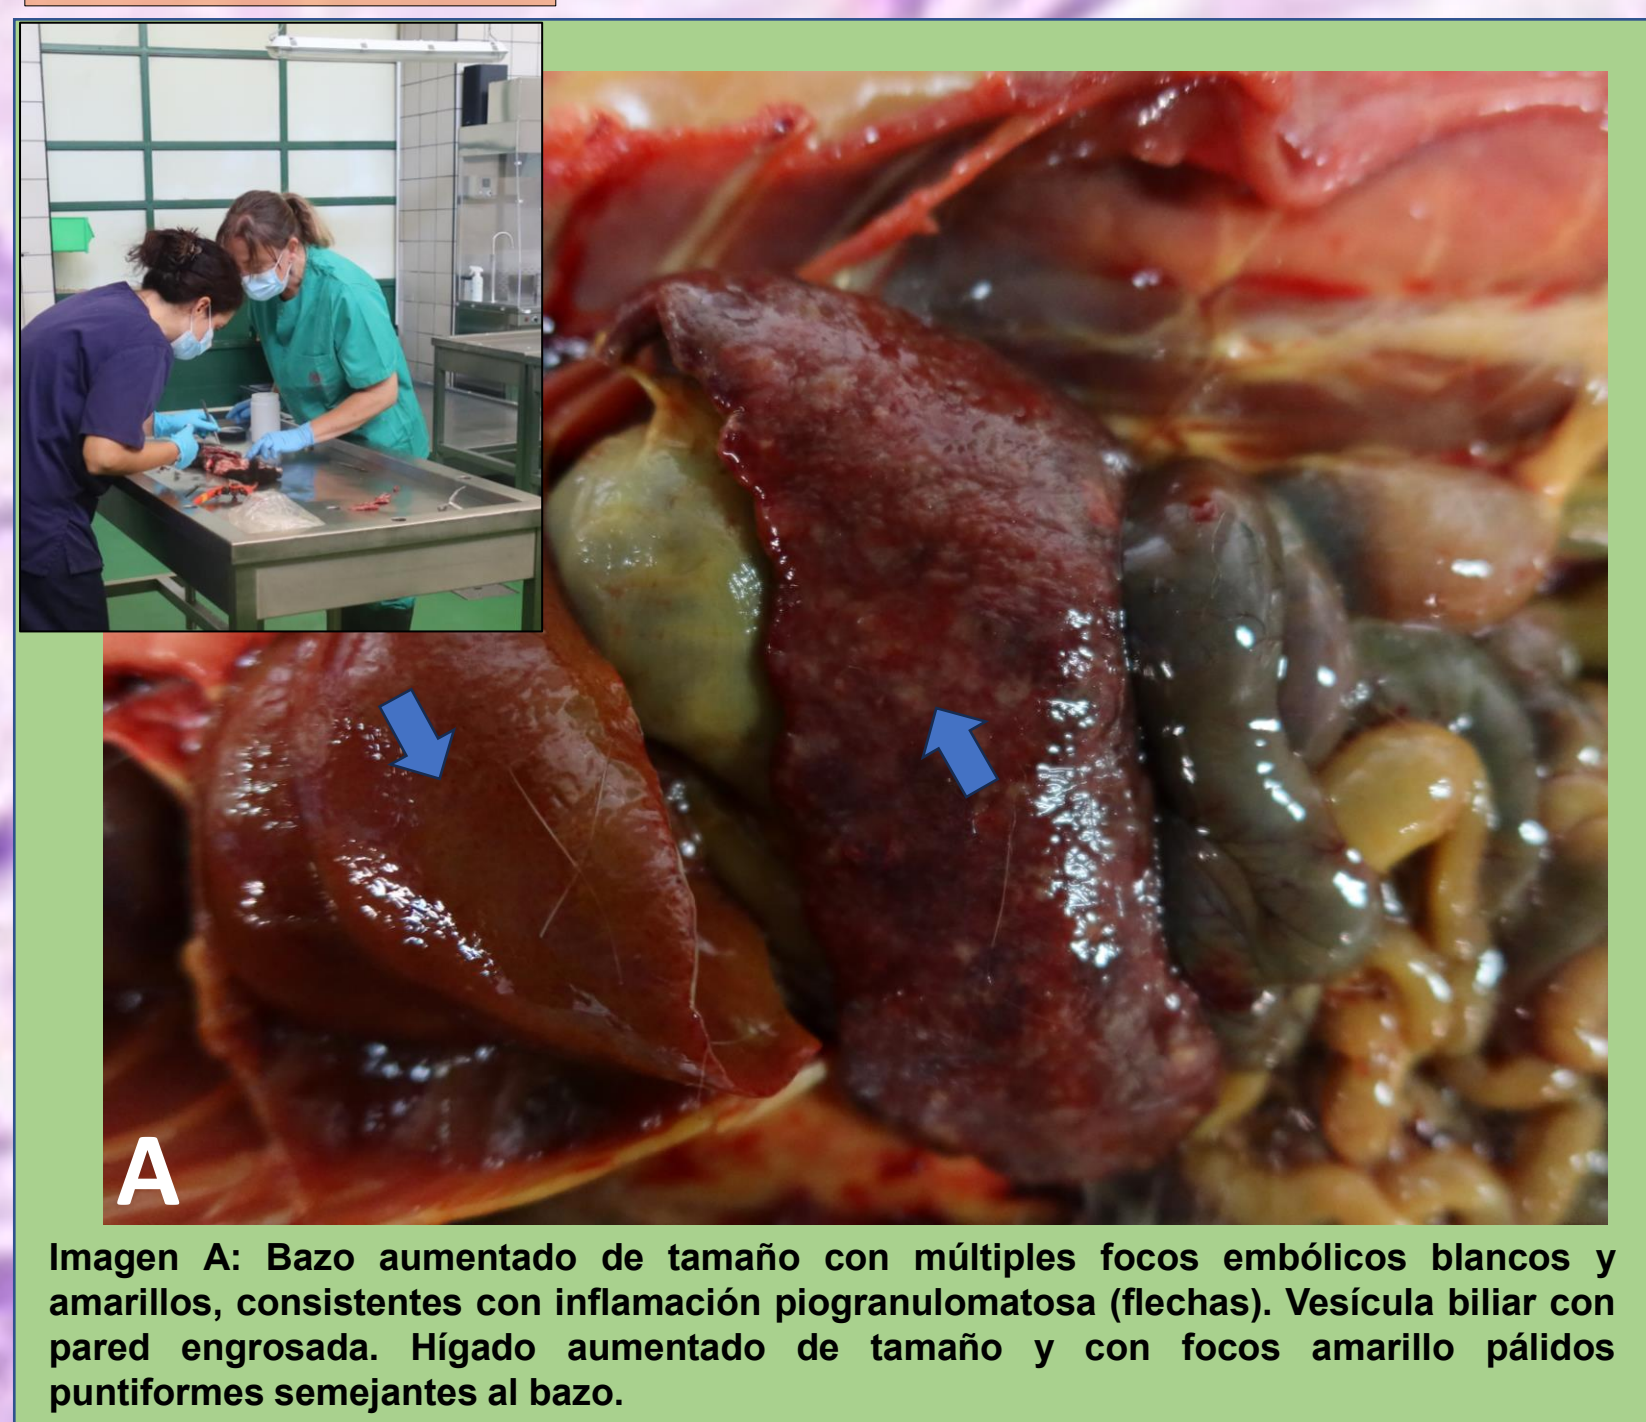 A
Imagen A: Bazo aumentado de tamaño con múltiples focos embólicos blancos y
amarillos, consistentes con inflamación piogranulomatosa (flechas). Vesícula biliar con
pared engrosada. Hígado aumentado de tamaño y con focos amarillo pálidos
puntiformes semejantes al bazo.